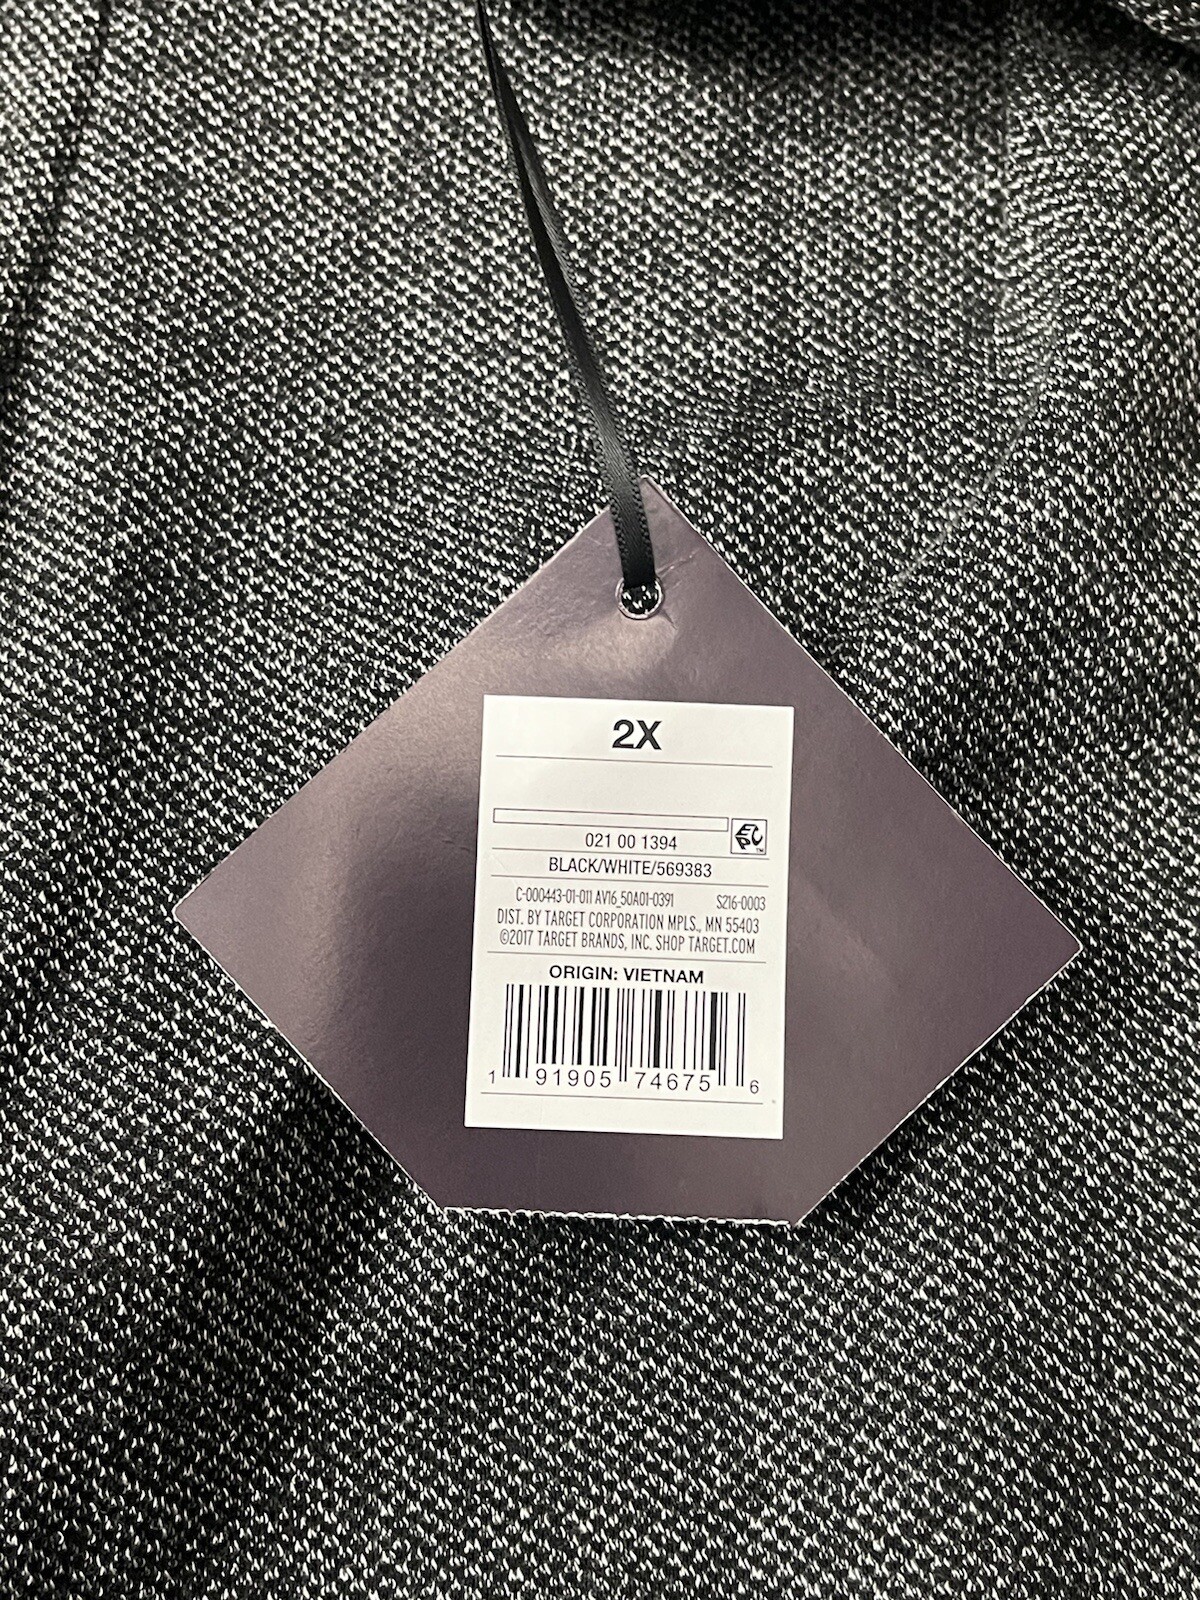 2X
EPC™
021 00 1394
BLACK/WHITE/569383
C-000443-01-011 AV16_50A01-0391 S216-0003
DIST. BY TARGET CORPORATION MPLS., MN 55403
©2017 TARGET BRANDS, INC. SHOP TARGET.COM
ORIGIN: VIETNAM
1 91905 74675 6